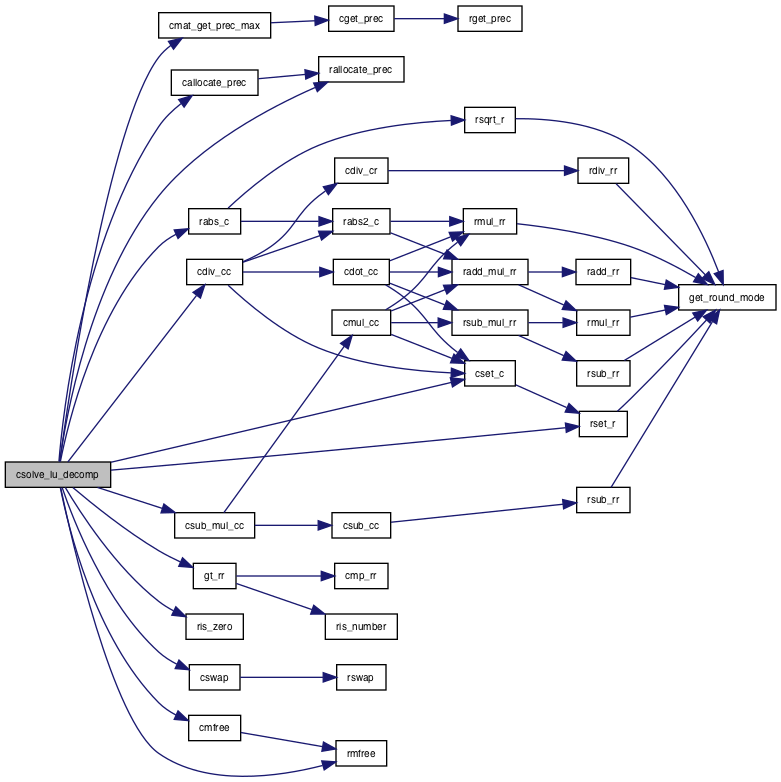 cmat_get_prec_max
cget_prec
rget_prec
callocate_prec
rallocate_prec
rsqrt_r
cdiv_cr
rdiv_rr
rabs_c
rabs2_c
rmul_rr
cdiv_cc
cdot_cc
radd_mul_rr
radd_rr
get_round_mode
cmul_cc
rsub_mul_rr
rmul_rr
cset_c
rsub_rr
rset_r
csolve_lu_decomp
csub_mul_cc
csub_cc
rsub_rr
gt_rr
cmp_rr
ris_zero
ris_number
cswap
rswap
cmfree
rmfree